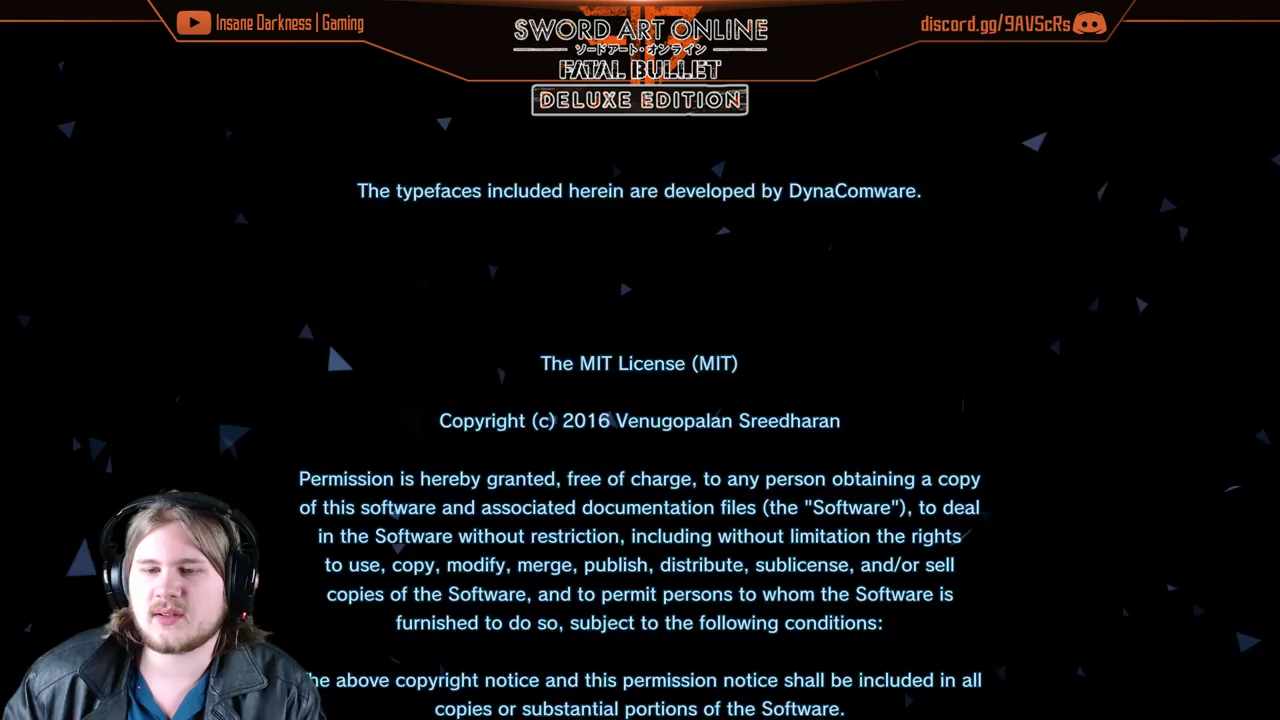 Insane Darkness | Gaming
SWORD ART ONLINE
ソードアート・オンライン
FATAL BULLET
DELUXE EDITION
discord.gg/9AVScRs
The typefaces included herein are developed by DynaComware.
The MIT License (MIT)
Copyright (c) 2016 Venugopalan Sreedharan
Permission is hereby granted, free of charge, to any person obtaining a copy
of this software and associated documentation files (the "Software"), to deal
in the Software without restriction, including without limitation the rights
to use, copy, modify, merge, publish, distribute, sublicense, and/or sell
copies of the Software, and to permit persons to whom the Software is
furnished to do so, subject to the following conditions:
he above copyright notice and this permission notice shall be included in all
copies or substantial portions of the Software.